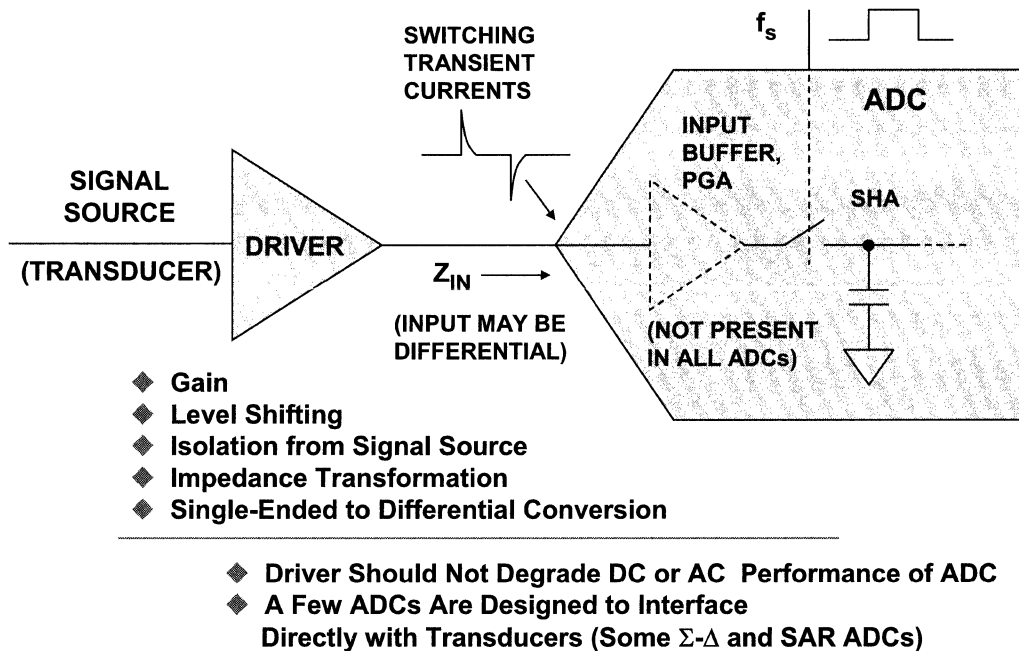 SWITCHING
TRANSIENT
CURRENTS
fs
ADC
INPUT
BUFFER,
PGA
SIGNAL
SOURCE
(TRANSDUCER)
DRIVER
SHA
ZIN
(INPUT MAY BE
DIFFERENTIAL)
(NOT PRESENT
IN ALL ADCs)
Gain
Level Shifting
Isolation from Signal Source
Impedance Transformation
Single-Ended to Differential Conversion
Driver Should Not Degrade DC or AC Performance of ADC
A Few ADCs Are Designed to Interface
Directly with Transducers (Some Σ-Δ and SAR ADCs)